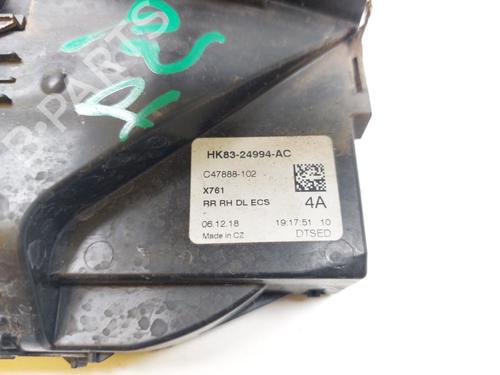 B-PARTS
HK83-24994-AC
C47888-102
X761
RR RH DL ECS 4A
06.12.18 19:17:51 10
Made in CZ DTSED